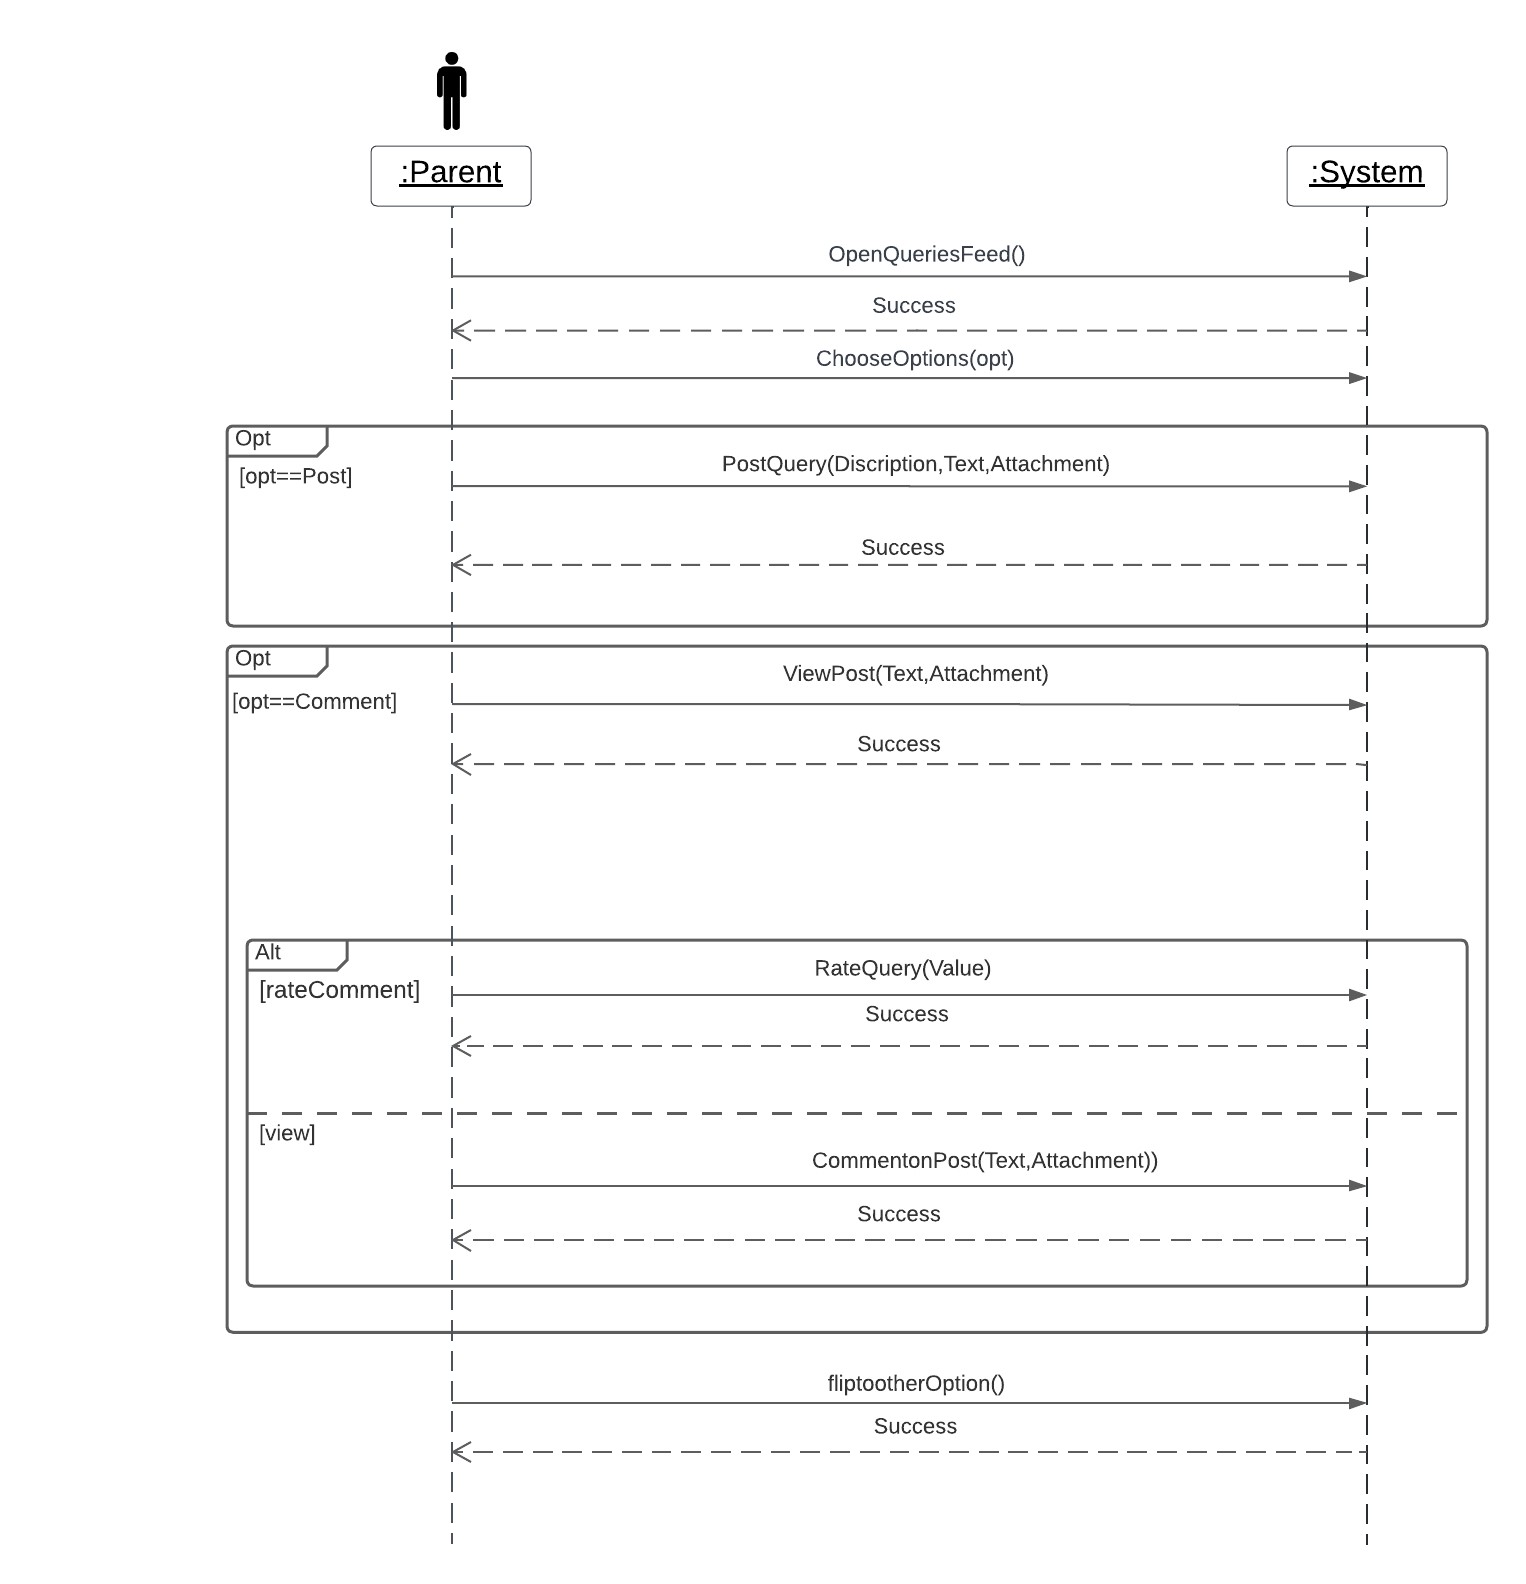 :Parent
:System
OpenQueriesFeed()
Success
ChooseOptions(opt)
Opt
[opt==Post]
PostQuery(Discription,Text,Attachment)
Success
Opt
[opt==Comment]
ViewPost(Text,Attachment)
Success
Alt
[rateComment]
RateQuery(Value)
Success
[view]
CommentonPost(Text,Attachment))
Success
fliptootherOption()
Success